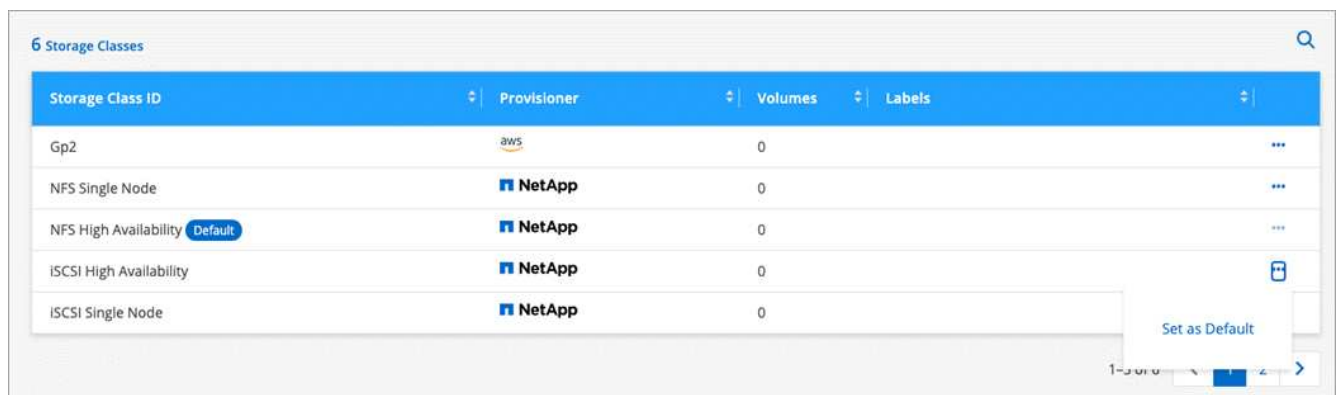 6 Storage Classes
Storage Class ID Provisioner Volumes Labels
Gp2 aws 0
NFS Single Node NetApp 0
NFS High Availability Default NetApp 0
iSCSI High Availability NetApp 0
iSCSI Single Node NetApp 0
Set as Default